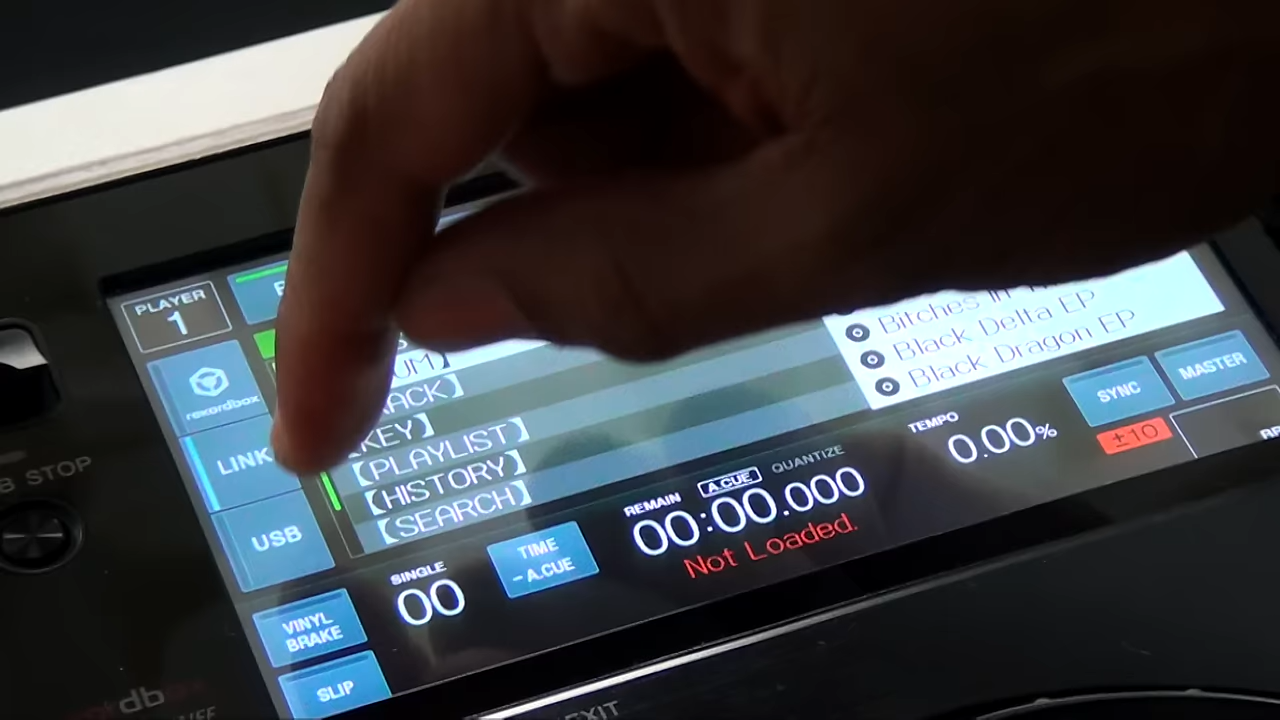 PLAYER
1
rekordbox
LINK
USB
VINYL
BRAKE
SLIP
【KEY】
【PLAYLIST】
【HISTORY】
【SEARCH】
SINGLE
00
TIME
– A.CUE
REMAIN A.CUE QUANTIZE
00:00.000
Not Loaded.
Bitches in
Black Delta EP
Black Dragon EP
TEMPO
0.00%
±10
SYNC
MASTER
STOP
EXIT